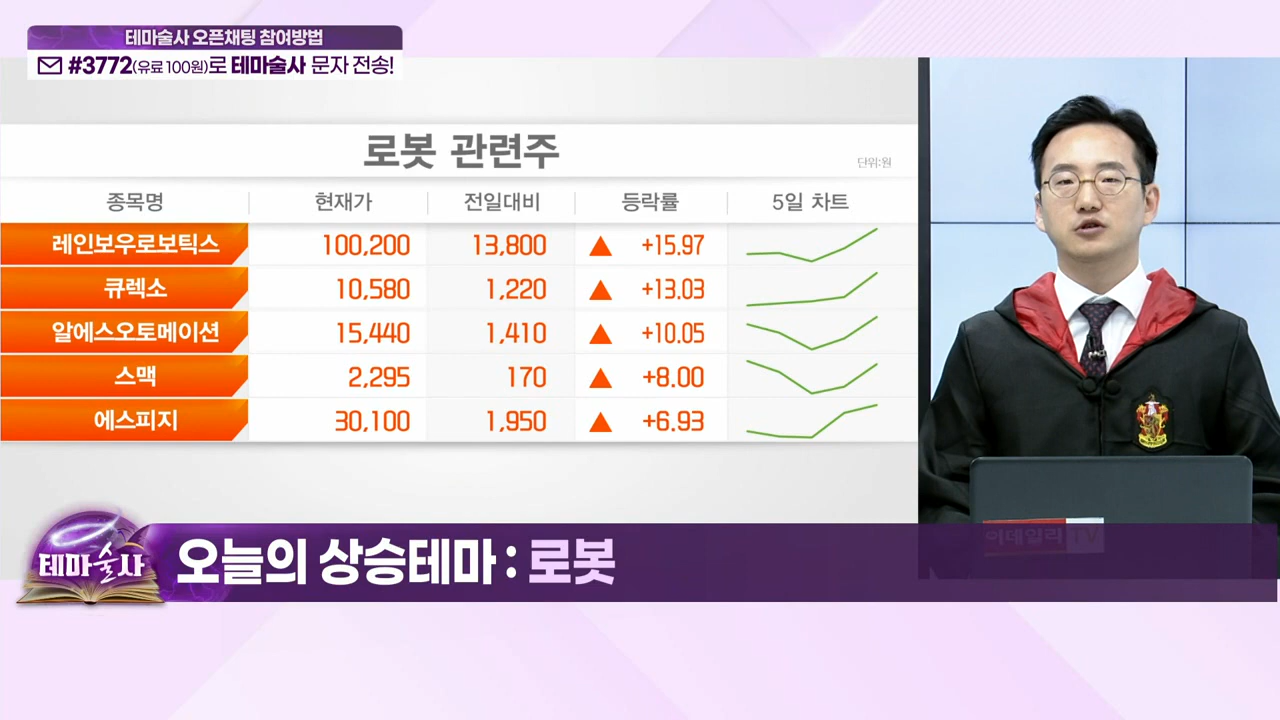 테마술사 오픈채팅 참여방법
#3772(유료 100원)로 테마술사 문자 전송!
로봇 관련주
단위:원
종목명 현재가 전일대비 등락률 5일 차트
레인보우로보틱스 100,200 13,800 ▲ +15.97
큐렉소 10,580 1,220 ▲ +13.03
알에스오토메이션 15,440 1,410 ▲ +10.05
스맥 2,295 170 ▲ +8.00
에스피지 30,100 1,950 ▲ +6.93
이데일리 TV
테마술사 오늘의 상승테마 : 로봇